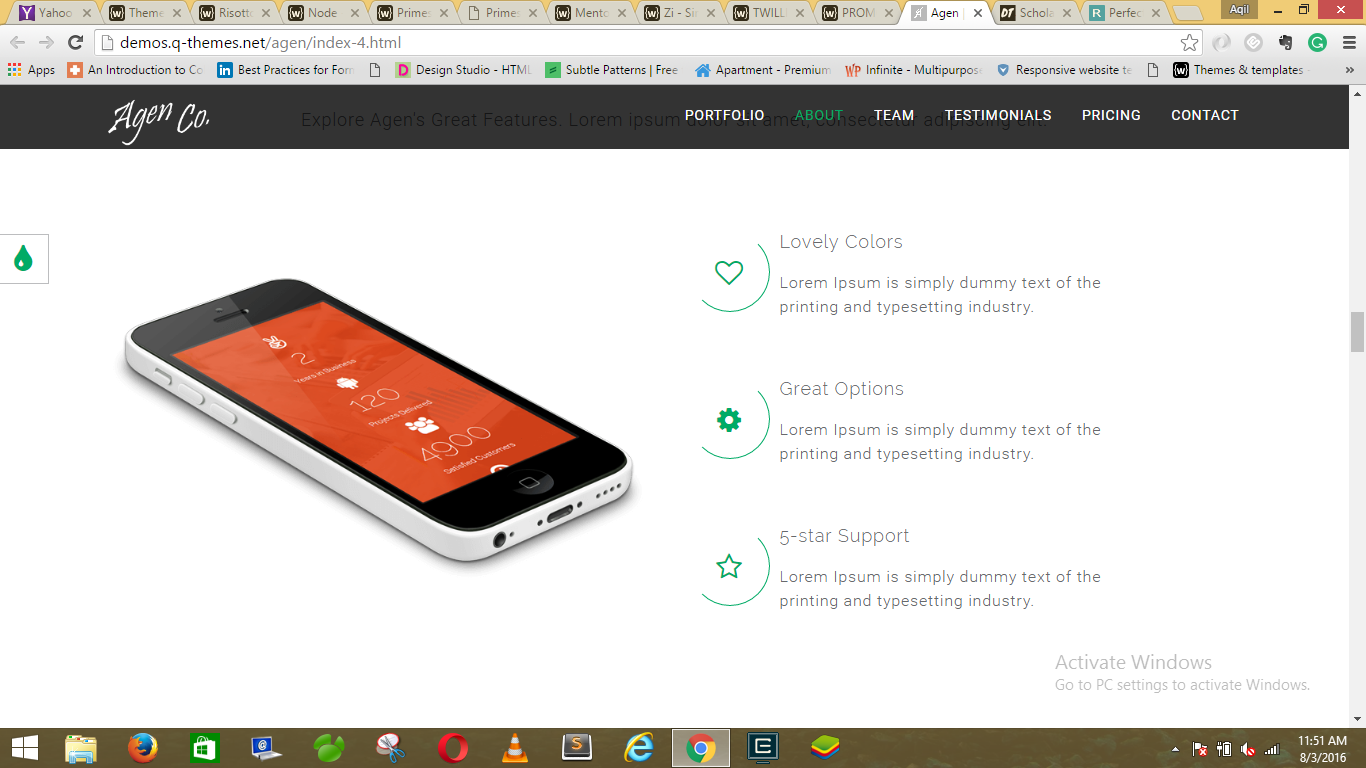 Yahoo
Theme
Risotto
Node
Primes
Primes
Mento
Zi - Sin
TWILL
PROM
Agen |
Schola
Perfec
Aqil
demos.q-themes.net/agen/index-4.html
Apps
An Introduction to Co
Best Practices for Form
Design Studio - HTML
Subtle Patterns | Free
Apartment - Premium
Infinite - Multipurpose
Responsive website te
Themes & templates
»
Agen Co.
PORTFOLIO ABOUT TEAM TESTIMONIALS PRICING CONTACT
Explore Agen's Great Features. Lorem ipsum dolor sit amet, consectetur adipiscing elit.
2
Years in Business
120
Projects Delivered
4900
Satisfied Customers
Lovely Colors
Lorem Ipsum is simply dummy text of the
printing and typesetting industry.
Great Options
Lorem Ipsum is simply dummy text of the
printing and typesetting industry.
5-star Support
Lorem Ipsum is simply dummy text of the
printing and typesetting industry.
Activate Windows
Go to PC settings to activate Windows.
11:51 AM
8/3/2016